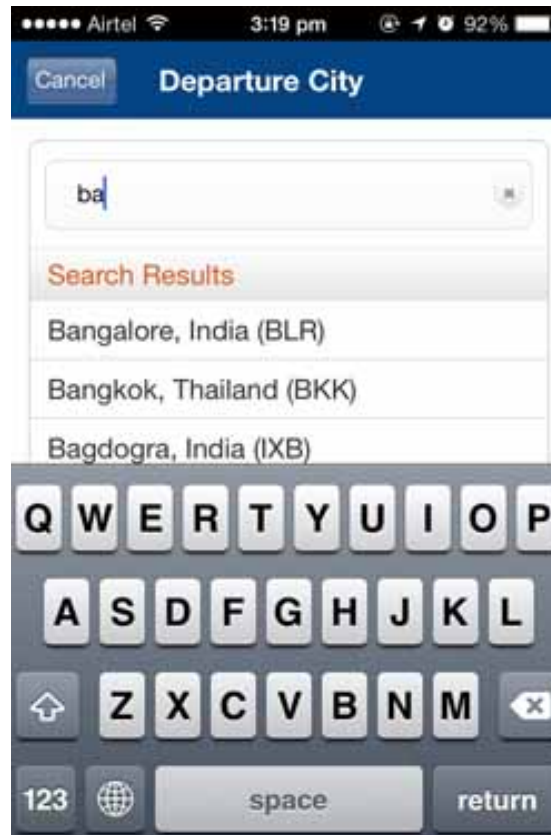 Airtel 3:19 pm 92%
Cancel Departure City
ba
Search Results
Bangalore, India (BLR)
Bangkok, Thailand (BKK)
Bagdogra, India (IXB)
Q W E R T Y U I O P
A S D F G H J K L
Z X C V B N M
123 space return